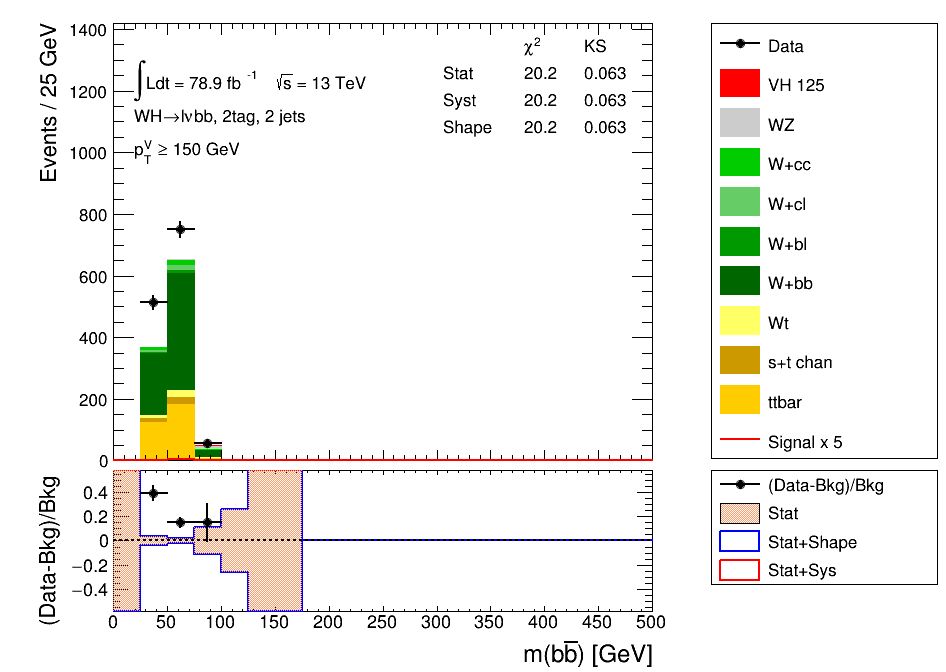 Events / 25 GeV
1400
1200
1000
800
600
400
200
0
∫Ldt = 78.9 fb⁻¹ √s = 13 TeV
WH→lνbb, 2tag, 2 jets
p_T^V ≥ 150 GeV
χ² KS
Stat 20.2 0.063
Syst 20.2 0.063
Shape 20.2 0.063
Data
VH 125
WZ
W+cc
W+cl
W+bl
W+bb
Wt
s+t chan
ttbar
Signal x 5
(Data-Bkg)/Bkg
0.4
0.2
0
−0.2
−0.4
0 50 100 150 200 250 300 350 400 450 500
m(bb̅) [GeV]
(Data-Bkg)/Bkg
Stat
Stat+Shape
Stat+Sys